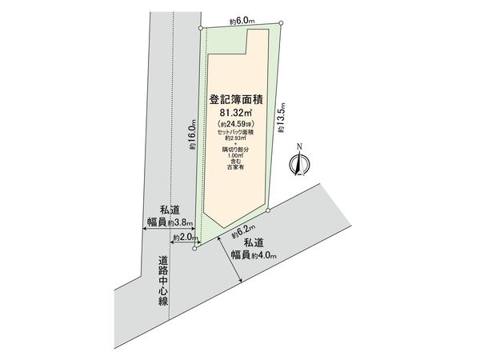 約6.0m
登記簿面積
81.32㎡
(約24.59坪)
セットバック面積
約2.93㎡
+
隅切り部分
1.00㎡
含む
古家有
約16.0m
約13.5m
N
私道
幅員約3.8m
約2.0m
約6.2m
私道
幅員約4.0m
道路中心線